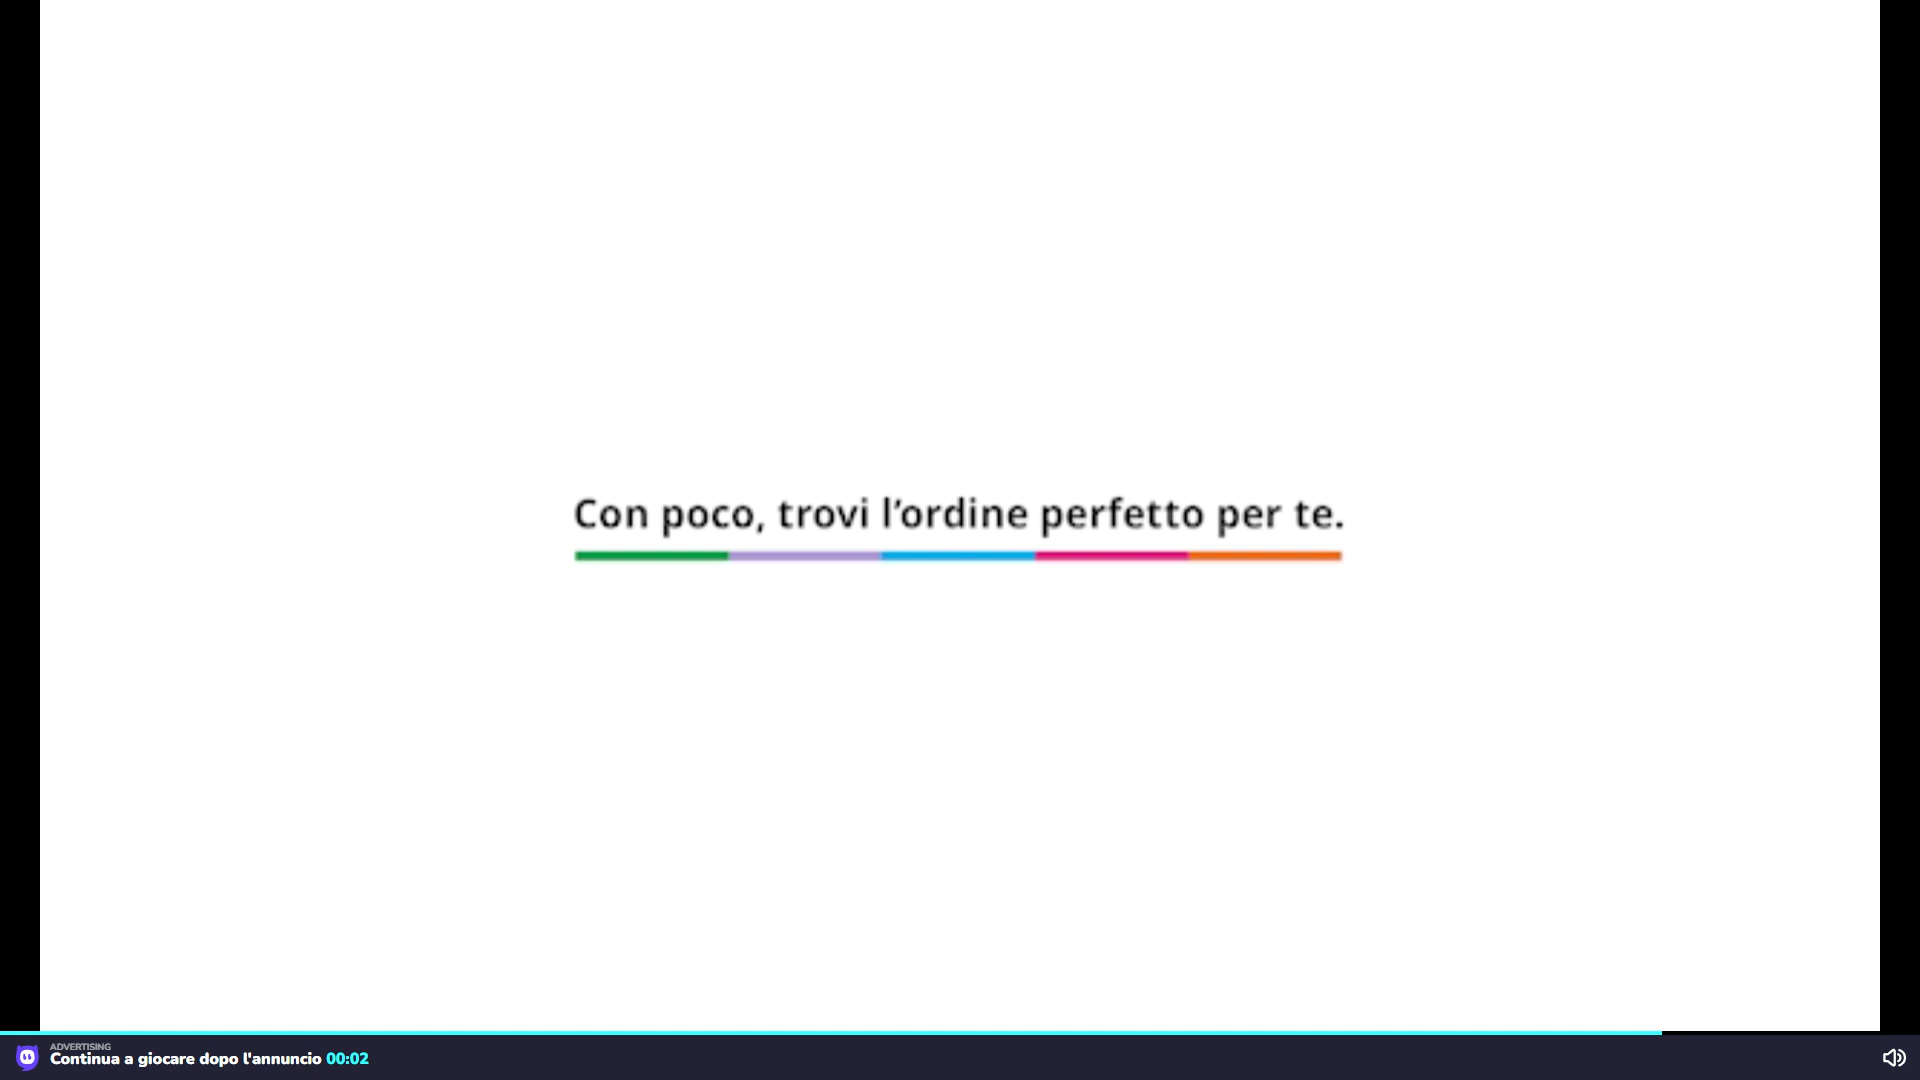 Con poco, trovi l’ordine perfetto per te.
ADVERTISING
Continua a giocare dopo l'annuncio 00:02